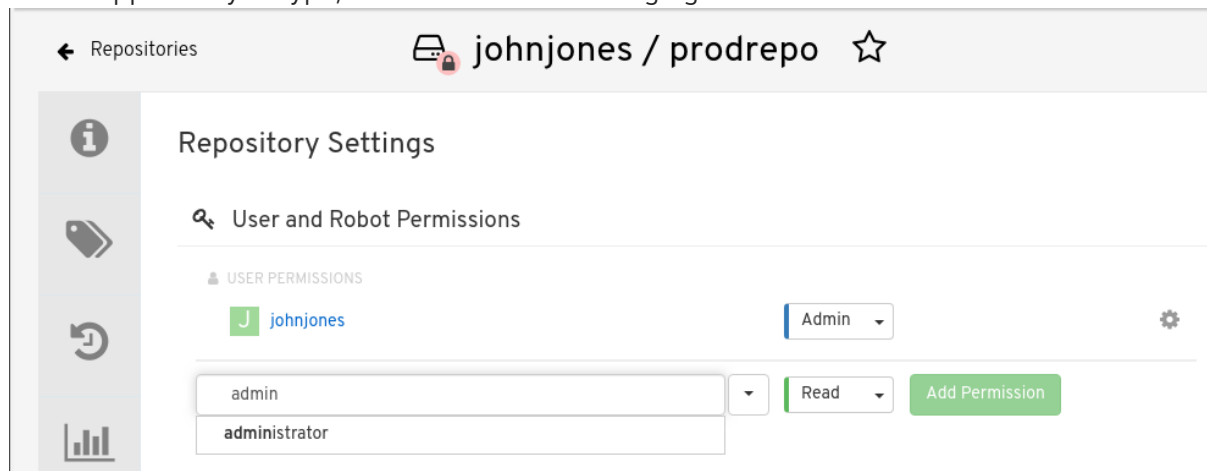 Repositories
johnjones / prodrepo
Repository Settings
User and Robot Permissions
USER PERMISSIONS
J johnjones Admin
admin Read Add Permission
administrator